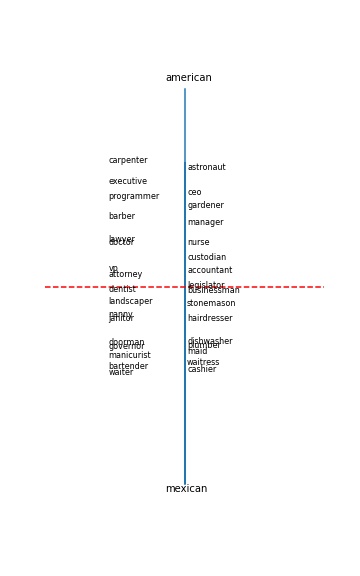 american
carpenter
astronaut
executive
ceo
programmer
gardener
barber
manager
lawyer
doctor
nurse
custodian
vp
accountant
attorney
legislator
dentist
businessman
landscaper
stonemason
nanny
janitor
hairdresser
doorman
dishwasher
governor
plumber
maid
manicurist
waitress
bartender
cashier
waiter
mexican